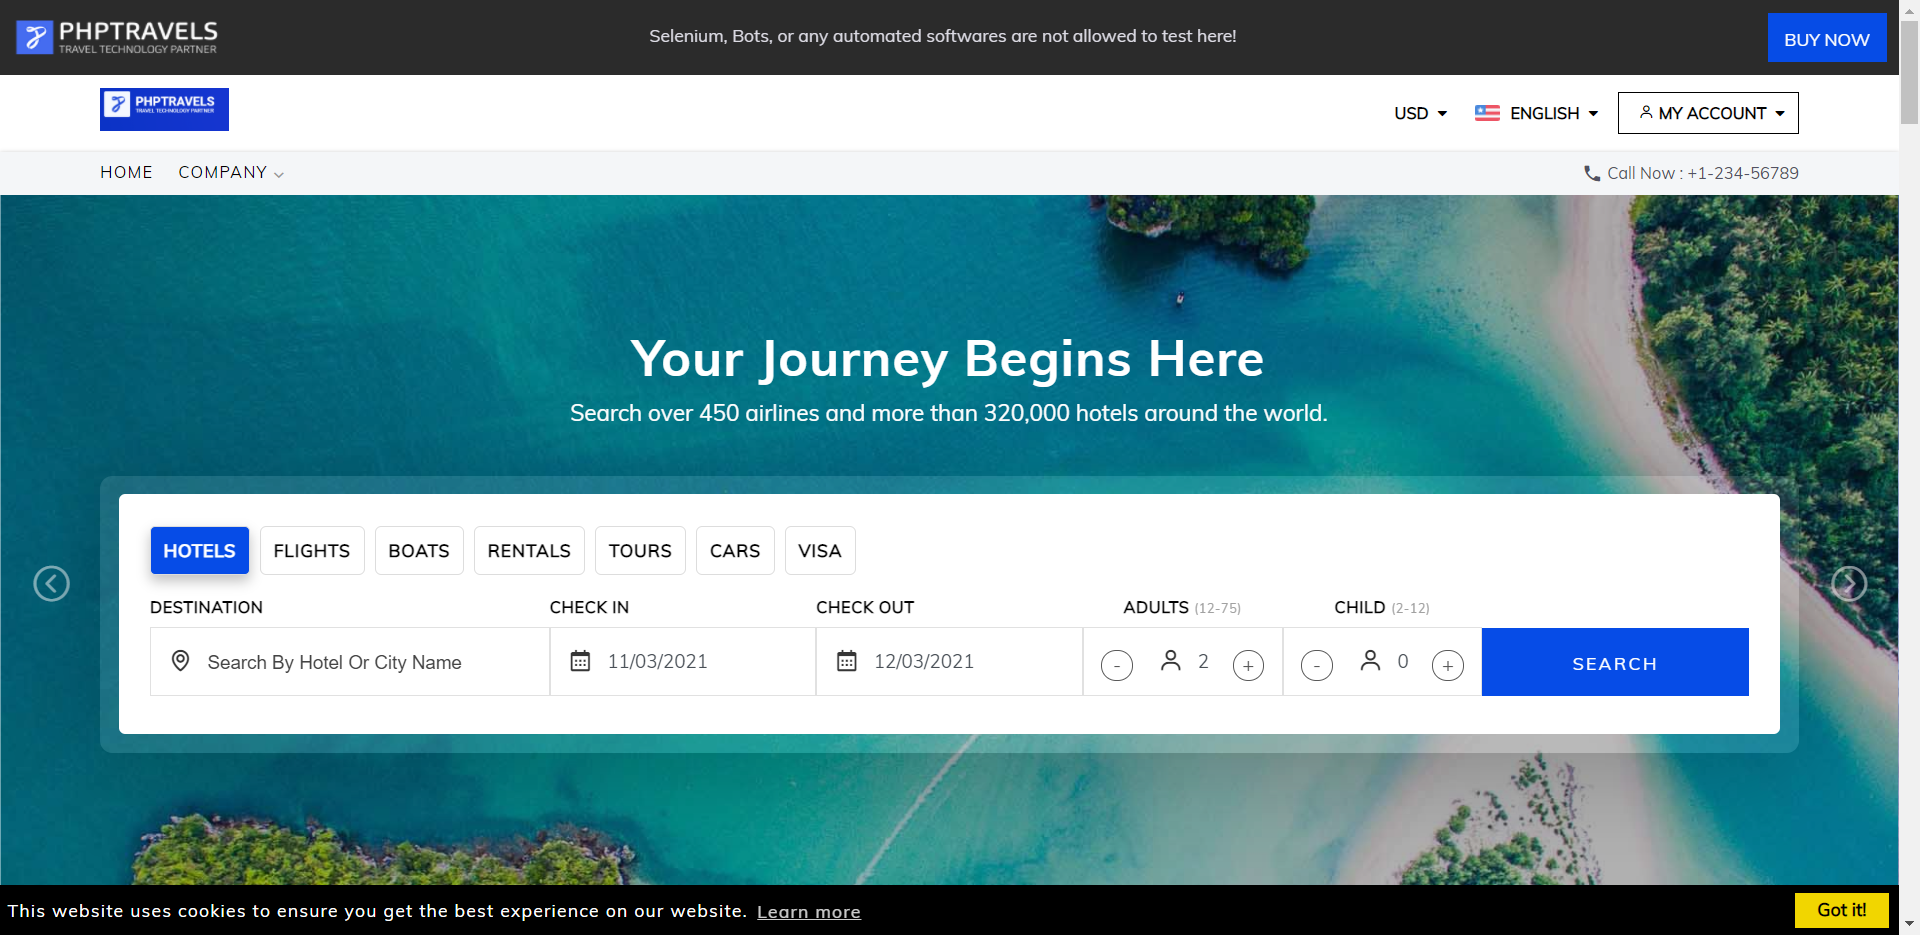 PHPTRAVELS
TRAVEL TECHNOLOGY PARTNER
Selenium, Bots, or any automated softwares are not allowed to test here!
BUY NOW
PHPTRAVELS
TRAVEL TECHNOLOGY PARTNER
USD
ENGLISH
MY ACCOUNT
HOME COMPANY
Call Now : +1-234-56789
Your Journey Begins Here
Search over 450 airlines and more than 320,000 hotels around the world.
HOTELS FLIGHTS BOATS RENTALS TOURS CARS VISA
DESTINATION CHECK IN CHECK OUT ADULTS (12-75) CHILD (2-12)
Search By Hotel Or City Name 11/03/2021 12/03/2021 - 2 + - 0 + SEARCH
This website uses cookies to ensure you get the best experience on our website. Learn more
Got it!